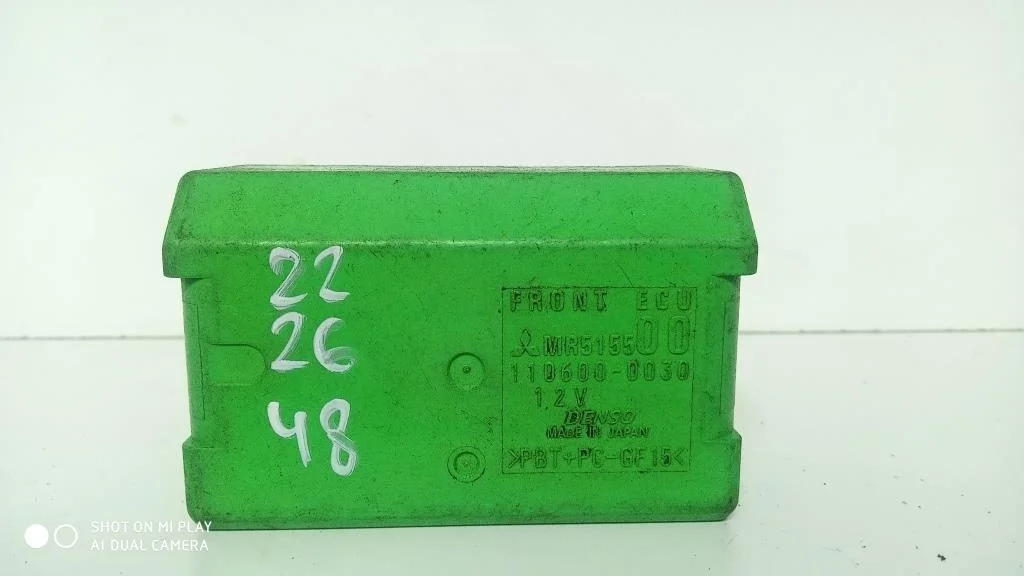 22
26
48
FRONT ECU
MR515500
110600-0030
12V
DENSO
MADE IN JAPAN
>PBT+PC-GF15<
SHOT ON MI PLAY
AI DUAL CAMERA